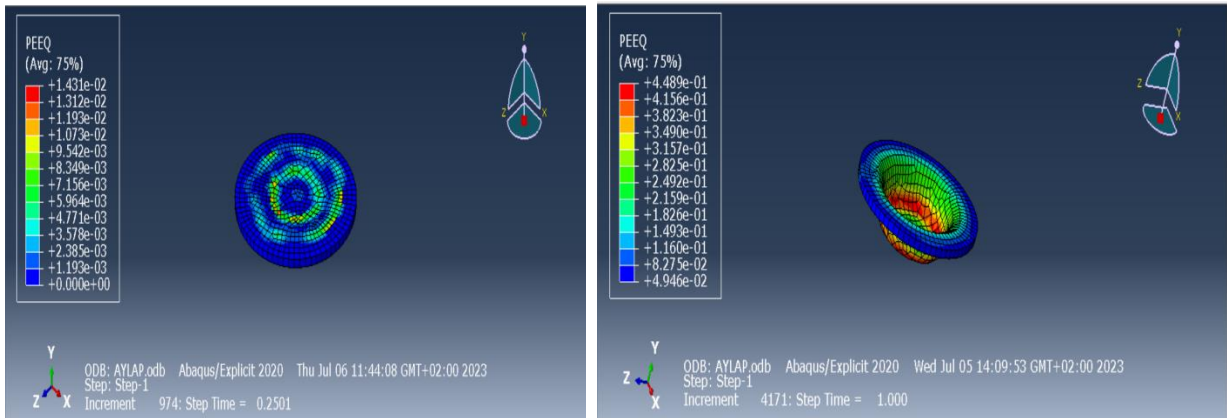 PEEQ
(Avg: 75%)
+1.431e-02
+1.312e-02
+1.193e-02
+1.073e-02
+9.542e-03
+8.349e-03
+7.156e-03
+5.964e-03
+4.771e-03
+3.578e-03
+2.385e-03
+1.193e-03
+0.000e+00
Y
Z X
Y
Z X
ODB: AYLAP.odb Abaqus/Explicit 2020 Thu Jul 06 11:44:08 GMT+02:00 2023
Step: Step-1
Increment 974: Step Time = 0.2501
PEEQ
(Avg: 75%)
+4.489e-01
+4.156e-01
+3.823e-01
+3.490e-01
+3.157e-01
+2.825e-01
+2.492e-01
+2.159e-01
+1.826e-01
+1.493e-01
+1.160e-01
+8.275e-02
+4.946e-02
Y
Z
X
Y
Z
X
ODB: AYLAP.odb Abaqus/Explicit 2020 Wed Jul 05 14:09:53 GMT+02:00 2023
Step: Step-1
Increment 4171: Step Time = 1.000